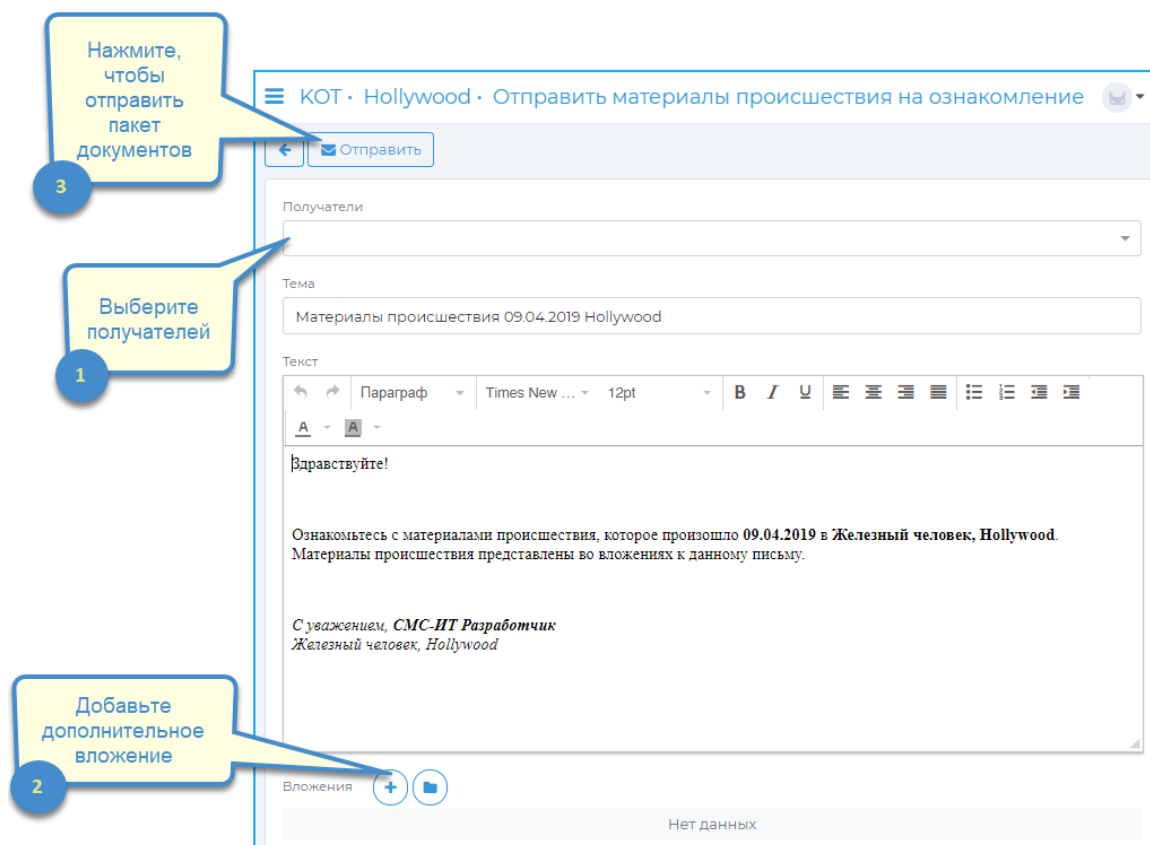 Нажмите,
чтобы
отправить
пакет
документов
3
КОТ · Hollywood · Отправить материалы происшествия на ознакомление
Отправить
Получатели
Выберите
получателей
1
Тема
Материалы происшествия 09.04.2019 Hollywood
Текст
Параграф Times New ... 12pt B I U
A A
Здравствуйте!
Ознакомьтесь с материалами происшествия, которое произошло 09.04.2019 в Железный человек, Hollywood.
Материалы происшествия представлены во вложениях к данному письму.
С уважением, СМС-ИТ Разработчик
Железный человек, Hollywood
Добавьте
дополнительное
вложение
2
Вложения
Нет данных